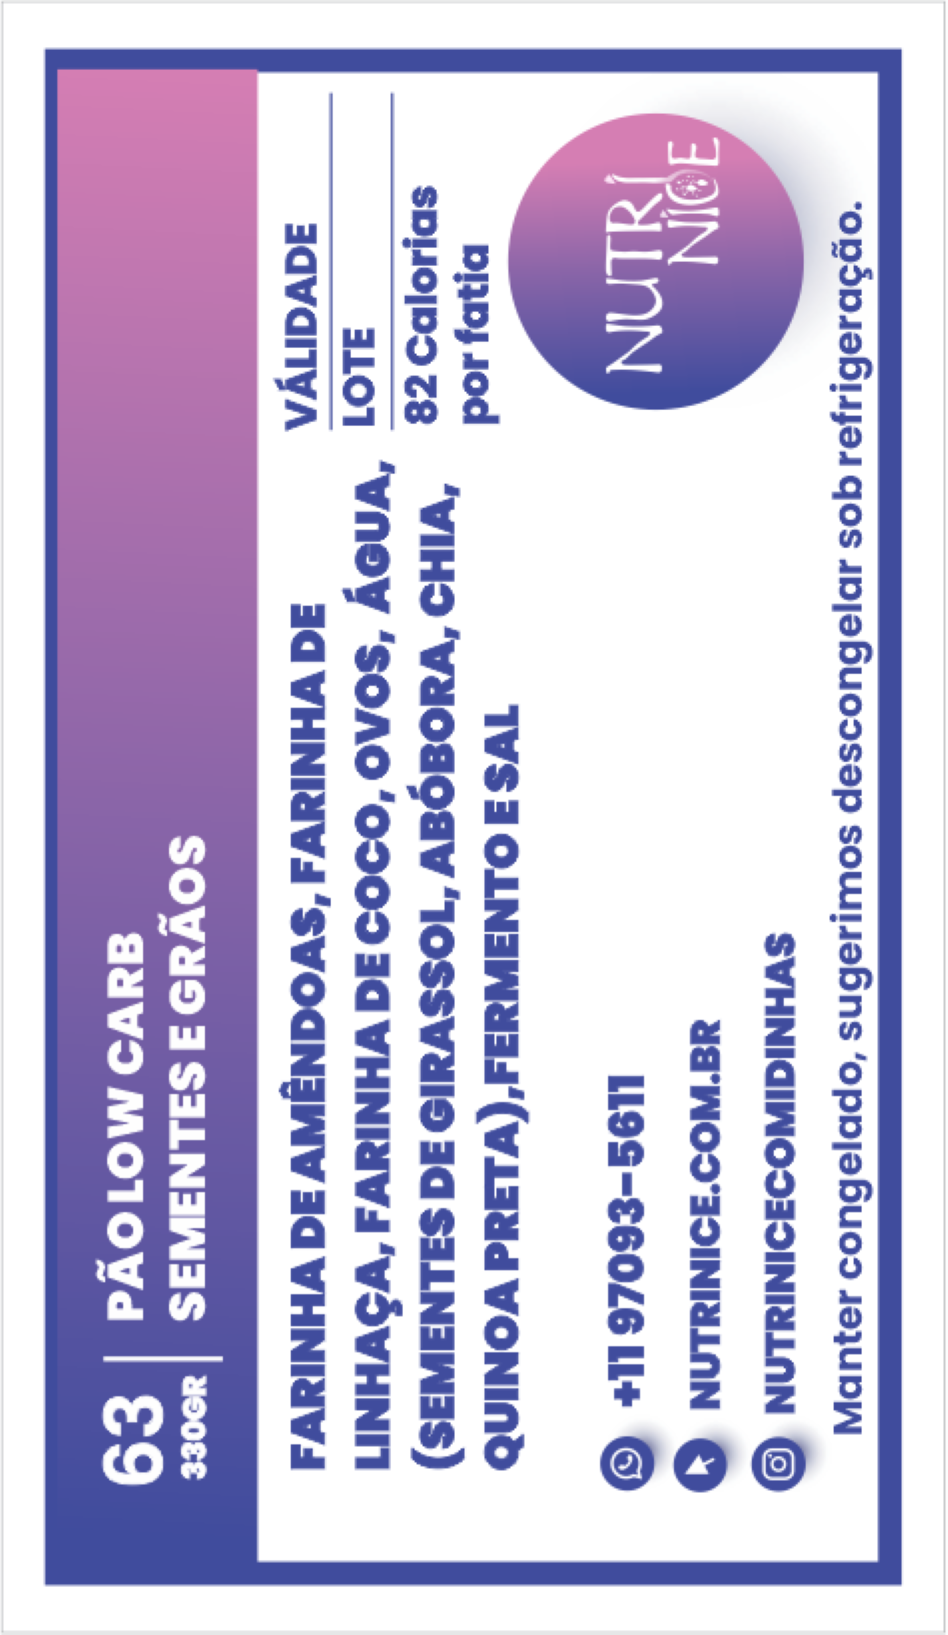 63
330GR
PÃO LOW CARB
SEMENTES E GRÃOS
FARINHA DE AMÊNDOAS, FARINHA DE
LINHAÇA, FARINHA DE COCO, OVOS, ÁGUA,
(SEMENTES DE GIRASSOL, ABÓBORA, CHIA,
QUINOA PRETA),FERMENTO E SAL
VÁLIDADE
LOTE
82 Calorias
por fatia
NUTRI
NICE
+11 97093-5611
NUTRINICE.COM.BR
NUTRINICECOMIDINHAS
Manter congelado, sugerimos descongelar sob refrigeração.